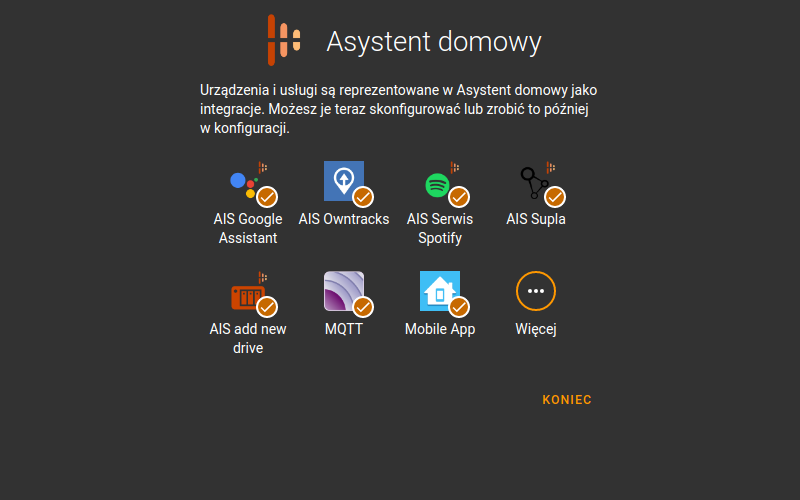 Asystent domowy
Urządzenia i usługi są reprezentowane w Asystent domowy jako
integracje. Możesz je teraz skonfigurować lub zrobić to później
w konfiguracji.
AIS Google
Assistant
AIS Owntracks
AIS Serwis
Spotify
AIS Supla
AIS add new
drive
MQTT
Mobile App
Więcej
KONIEC